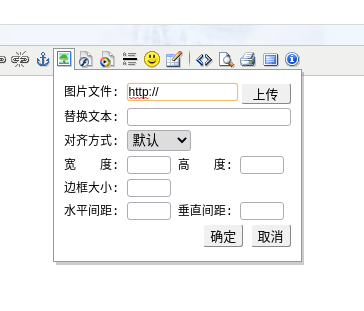 图片文件: http:// 上传
替换文本:
对齐方式: 默认
宽 度: 高 度:
边框大小:
水平间距: 垂直间距:
确定 取消